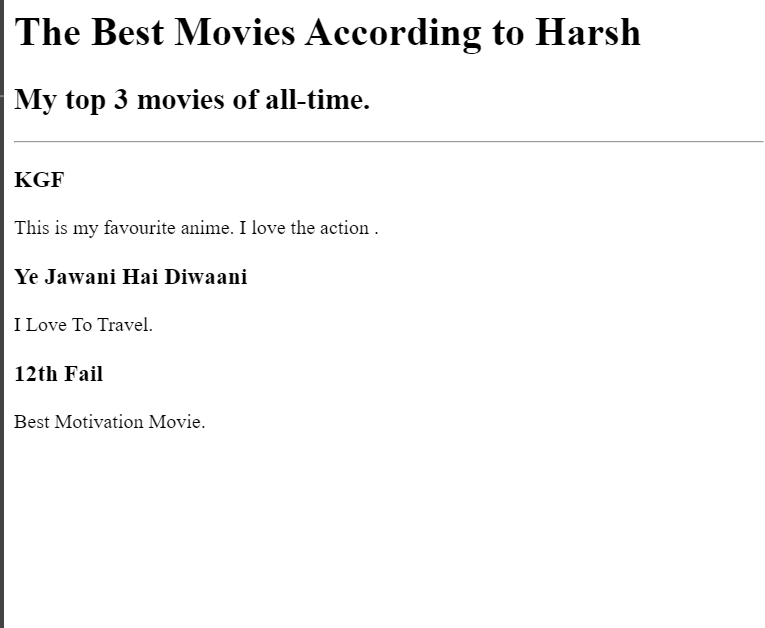 The Best Movies According to Harsh
My top 3 movies of all-time.
KGF
This is my favourite anime. I love the action .
Ye Jawani Hai Diwaani
I Love To Travel.
12th Fail
Best Motivation Movie.